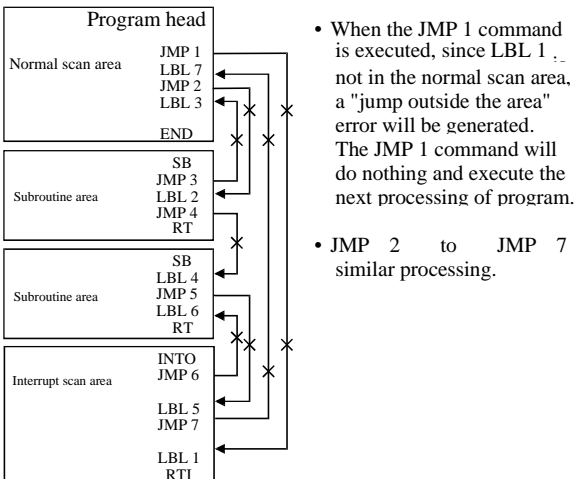 Program head
Normal scan area
JMP 1
LBL 7
JMP 2
LBL 3
END
Subroutine area
SB
JMP 3
LBL 2
JMP 4
RT
Subroutine area
SB
LBL 4
JMP 5
LBL 6
RT
Interrupt scan area
INTO
JMP 6
LBL 5
JMP 7
LBL 1
RTI
• When the JMP 1 command
is executed, since LBL 1
not in the normal scan area,
a "jump outside the area"
error will be generated.
The JMP 1 command will
do nothing and execute the
next processing of program.
• JMP 2 to JMP 7
similar processing.